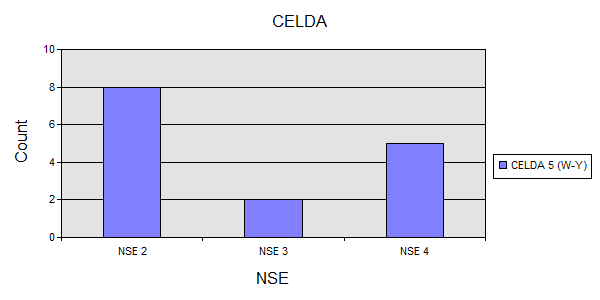 CELDA
Count
10
8
6
4
2
0
NSE 2
NSE 3
NSE 4
NSE
CELDA 5 (W-Y)